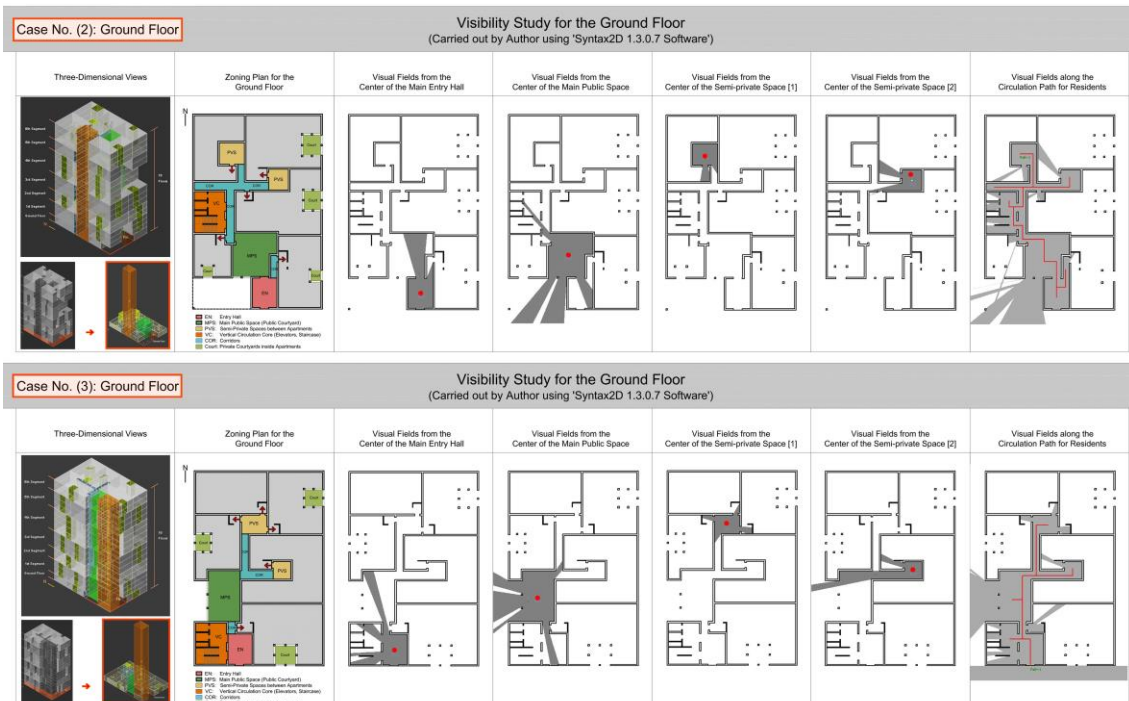 Case No. (2): Ground Floor
Visibility Study for the Ground Floor
(Carried out by Author using 'Syntax2D 1.3.0.7 Software')
Three-Dimensional Views
Zoning Plan for the
Ground Floor
Visual Fields from the
Center of the Main Entry Hall
Visual Fields from the
Center of the Main Public Space
Visual Fields from the
Center of the Semi-private Space [1]
Visual Fields from the
Center of the Semi-private Space [2]
Visual Fields along the
Circulation Path for Residents
N
Court
PVS
PVS
COR
COR
Court
VC
COR
MPS
COR
Court
Court
EN
EN: Entry Hall
MPS: Main Public Space (Public Courtyard)
PVS: Semi-Private Spaces between Apartments
VC: Vertical Circulation Core (Elevators, Staircase)
COR: Corridors
Court: Private Courtyards inside Apartments
Case No. (3): Ground Floor
Visibility Study for the Ground Floor
(Carried out by Author using 'Syntax2D 1.3.0.7 Software')
Three-Dimensional Views
Zoning Plan for the
Ground Floor
Visual Fields from the
Center of the Main Entry Hall
Visual Fields from the
Center of the Main Public Space
Visual Fields from the
Center of the Semi-private Space [1]
Visual Fields from the
Center of the Semi-private Space [2]
Visual Fields along the
Circulation Path for Residents
N
Court
PVS
Court
COR
PVS
MPS
COR
VC
EN
Court
EN: Entry Hall
MPS: Main Public Space (Public Courtyard)
PVS: Semi-Private Spaces between Apartments
VC: Vertical Circulation Core (Elevators, Staircase)
COR: Corridors